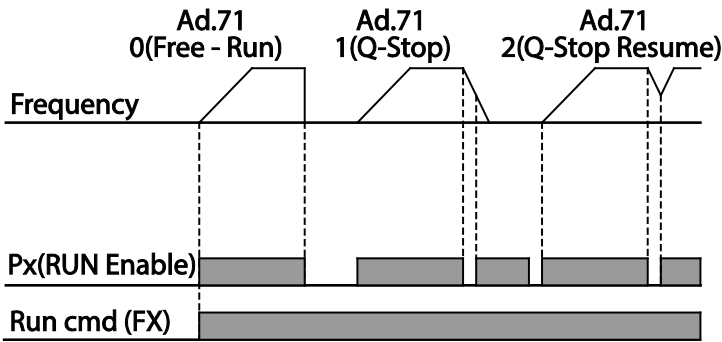 Ad.71
0(Free - Run)
Ad.71
1(Q-Stop)
Ad.71
2(Q-Stop Resume)
Frequency
Px(RUN Enable)
Run cmd (FX)